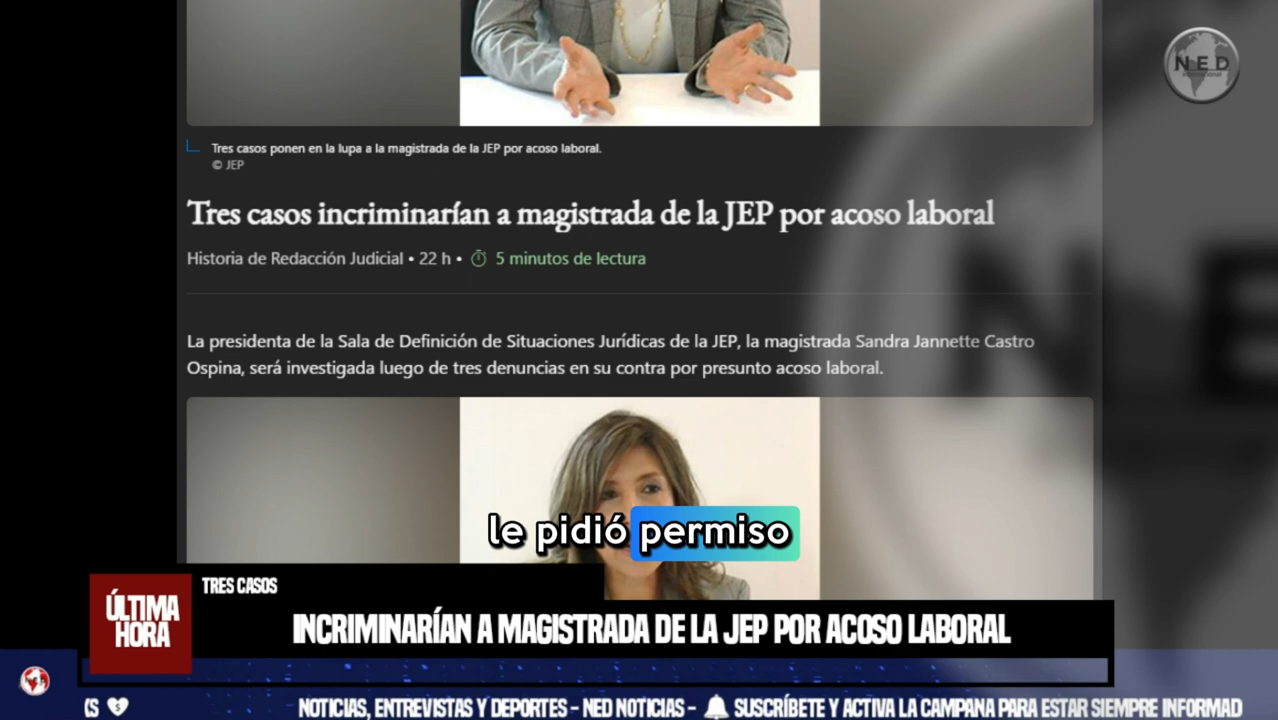 NED
international
Tres casos ponen en la lupa a la magistrada de la JEP por acoso laboral.
© JEP
Tres casos incriminarían a magistrada de la JEP por acoso laboral
Historia de Redacción Judicial • 22 h • 5 minutos de lectura
La presidenta de la Sala de Definición de Situaciones Jurídicas de la JEP, la magistrada Sandra Jannette Castro
Ospina, será investigada luego de tres denuncias en su contra por presunto acoso laboral.
le pidió permiso
TRES CASOS
ÚLTIMA
HORA
INCRIMINARÍAN A MAGISTRADA DE LA JEP POR ACOSO LABORAL
NOTICIAS, ENTREVISTAS Y DEPORTES - NED NOTICIAS - SUSCRÍBETE Y ACTIVA LA CAMPANA PARA ESTAR SIEMPRE INFORMAD